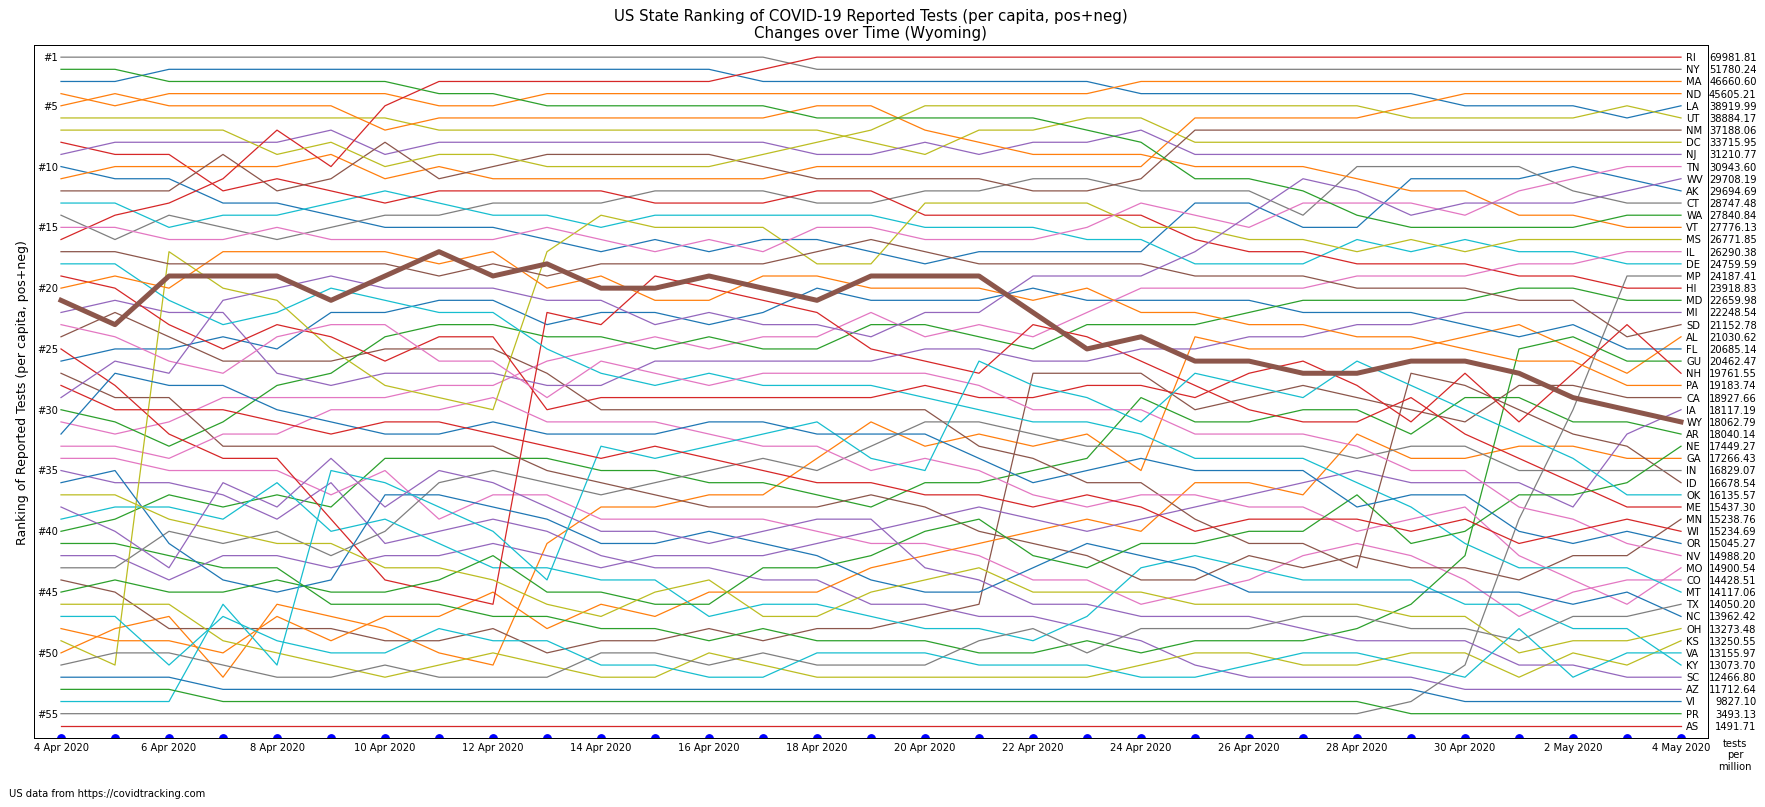 US State Ranking of COVID-19 Reported Tests (per capita, pos+neg)
Changes over Time (Wyoming)
Ranking of Reported Tests (per capita, pos+neg)
#1
#5
#10
#15
#20
#25
#30
#35
#40
#45
#50
#55
RI 69981.81
NY 51780.24
MA 46660.60
ND 45605.21
LA 38919.99
UT 38884.17
NM 37188.06
DC 33715.95
NJ 31210.77
TN 30943.60
WV 29708.19
AK 29694.69
CT 28747.48
WA 27840.84
VT 27776.13
MS 26771.85
IL 26290.38
DE 24759.59
MP 24187.41
HI 23918.83
MD 22659.98
MI 22248.54
SD 21152.78
AL 21030.62
FL 20685.14
GU 20462.47
NH 19761.55
PA 19183.74
CA 18927.66
IA 18117.19
WY 18062.79
AR 18040.14
NE 17449.27
GA 17266.43
IN 16829.07
ID 16678.54
OK 16135.57
ME 15437.30
MN 15238.76
WI 15234.69
OR 15045.27
NV 14988.20
MO 14900.54
CO 14428.51
MT 14117.06
TX 14050.20
NC 13962.42
OH 13273.48
KS 13250.55
VA 13155.97
KY 13073.70
SC 12466.80
AZ 11712.64
VI 9827.10
PR 3493.13
AS 1491.71
4 Apr 2020 6 Apr 2020 8 Apr 2020 10 Apr 2020 12 Apr 2020 14 Apr 2020 16 Apr 2020 18 Apr 2020 20 Apr 2020 22 Apr 2020 24 Apr 2020 26 Apr 2020 28 Apr 2020 30 Apr 2020 2 May 2020 4 May 2020
tests
per
million
US data from https://covidtracking.com